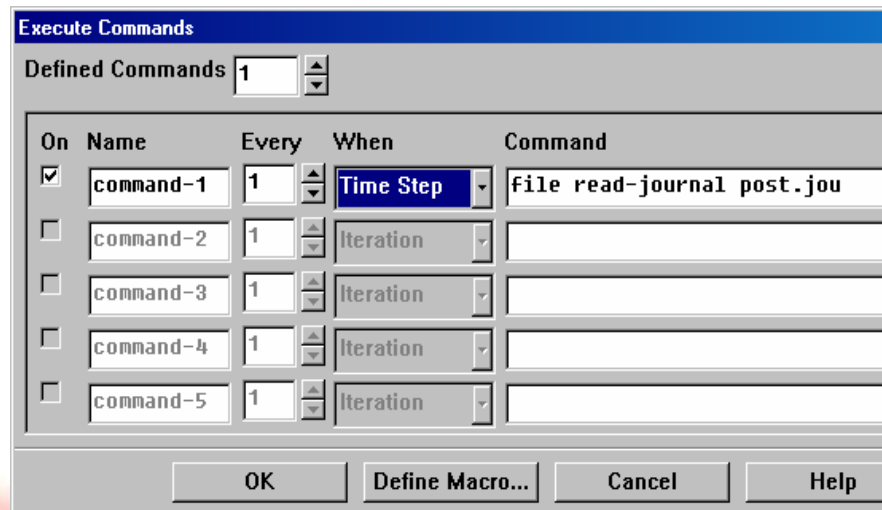 Execute Commands
Defined Commands 1
On Name Every When Command
command-1 1 Time Step file read-journal post.jou
command-2 1 Iteration
command-3 1 Iteration
command-4 1 Iteration
command-5 1 Iteration
OK Define Macro... Cancel Help